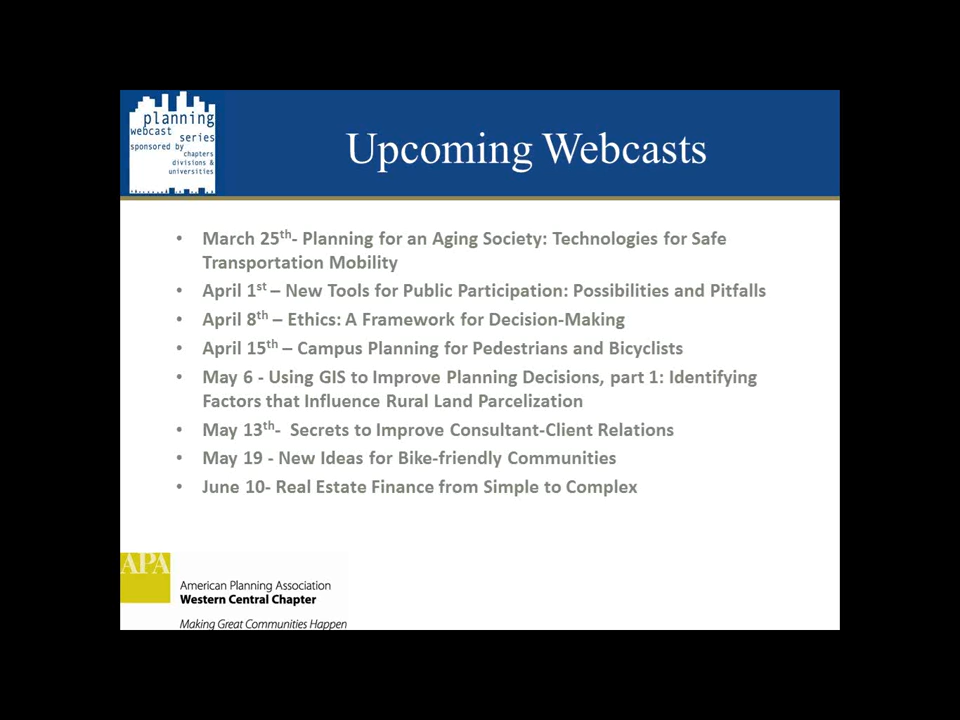 planning
webcast
series
sponsored by
chapters
divisions &
universities
Upcoming Webcasts
• March 25th- Planning for an Aging Society: Technologies for Safe
Transportation Mobility
• April 1st – New Tools for Public Participation: Possibilities and Pitfalls
• April 8th – Ethics: A Framework for Decision-Making
• April 15th – Campus Planning for Pedestrians and Bicyclists
• May 6 - Using GIS to Improve Planning Decisions, part 1: Identifying
Factors that Influence Rural Land Parcelization
• May 13th-  Secrets to Improve Consultant-Client Relations
• May 19 - New Ideas for Bike-friendly Communities
• June 10- Real Estate Finance from Simple to Complex
APA
American Planning Association
Western Central Chapter
Making Great Communities Happen